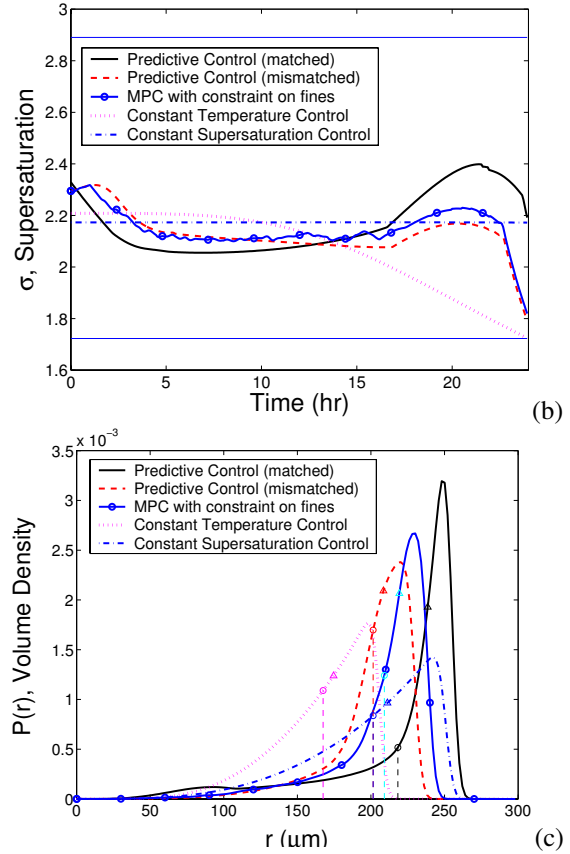 3
2.8
2.6
2.4
2.2
2
1.8
1.6
σ, Supersaturation
Predictive Control (matched)
Predictive Control (mismatched)
MPC with constraint on fines
Constant Temperature Control
Constant Supersaturation Control
0 5 10 15 20
Time (hr)
(b)
x 10⁻³
3.5
3
2.5
2
1.5
1
0.5
0
P(r), Volume Density
Predictive Control (matched)
Predictive Control (mismatched)
MPC with constraint on fines
Constant Temperature Control
Constant Supersaturation Control
0 50 100 150 200 250 300
r (μm)
(c)